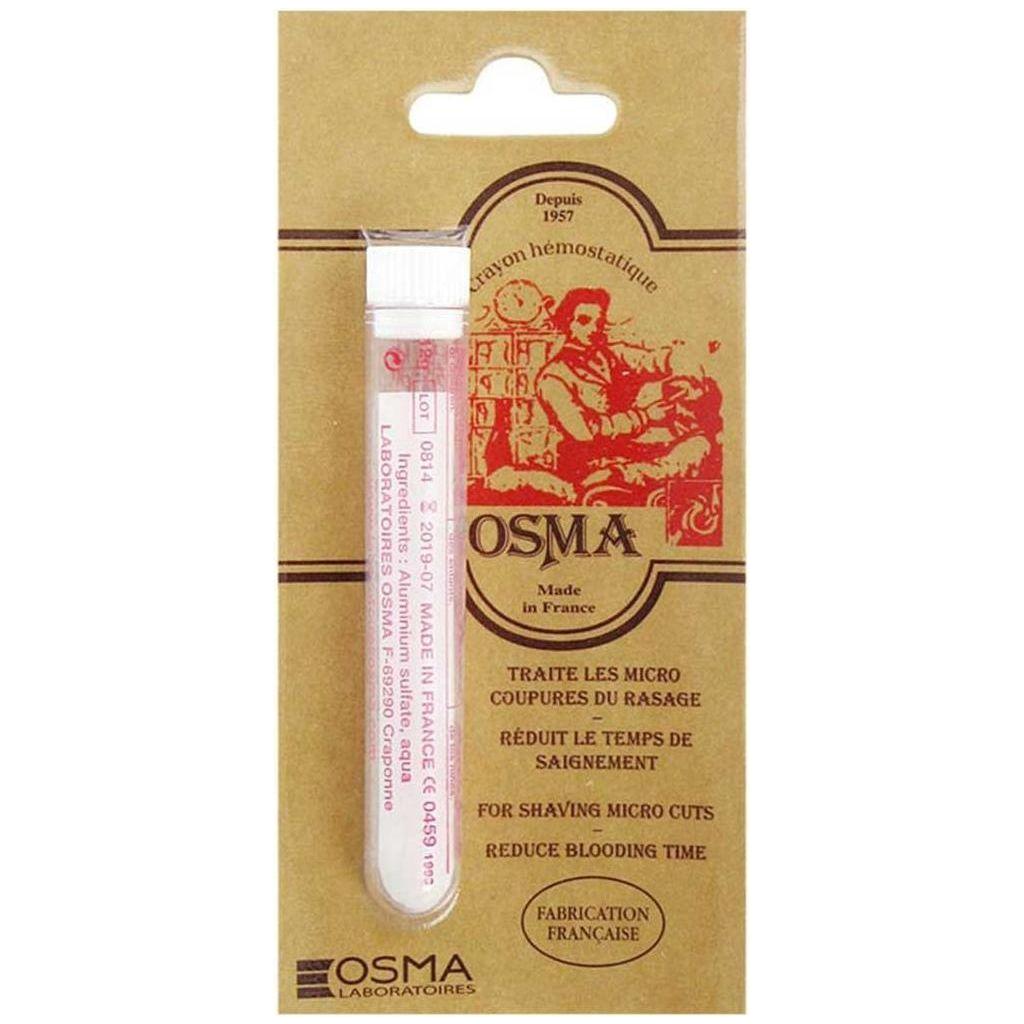 Depuis
1957
Crayon hémostatique
OSMA
Made
in France
TRAITE LES MICRO
COUPURES DU RASAGE
–
RÉDUIT LE TEMPS DE
SAIGNEMENT
FOR SHAVING MICRO CUTS
–
REDUCE BLOODING TIME
FABRICATION
FRANÇAISE
OSMA
LABORATOIRES
LOT 0814 2019-07 MADE IN FRANCE CE 0459 1993
Ingredients : Aluminium sulfate, aqua
LABORATOIRES OSMA F-69290 Craponne